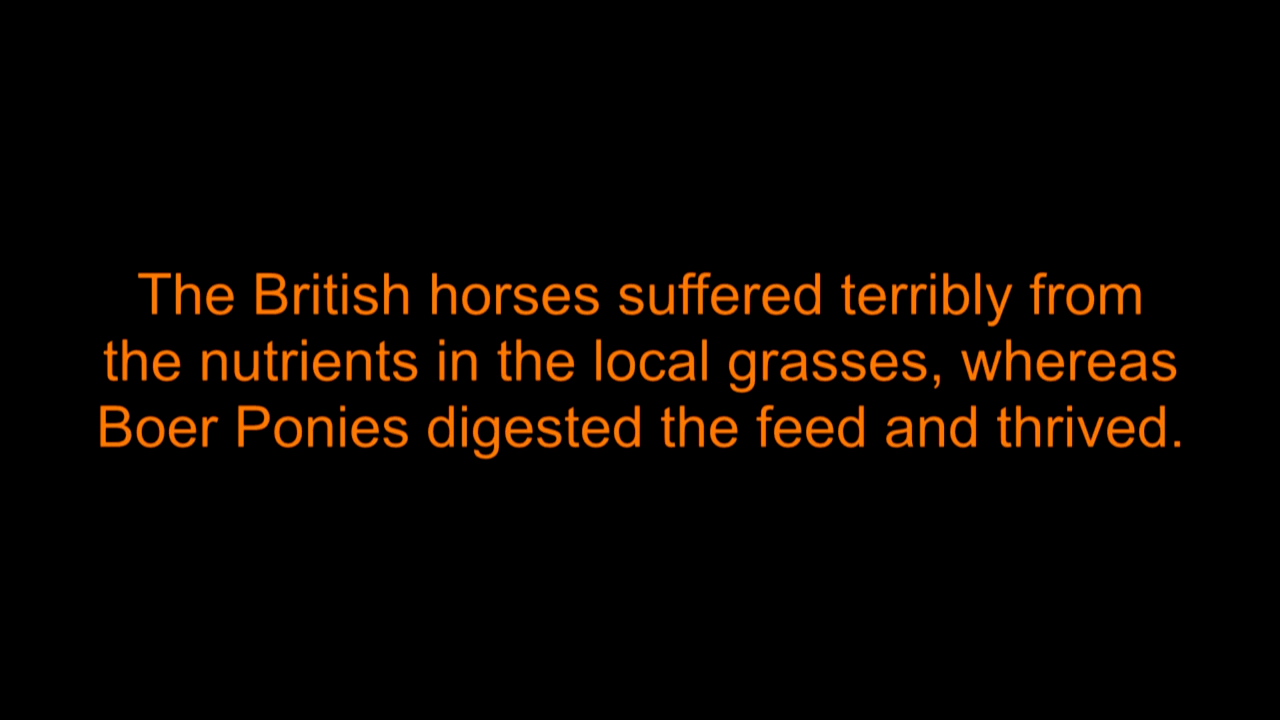 The British horses suffered terribly from
the nutrients in the local grasses, whereas
Boer Ponies digested the feed and thrived.